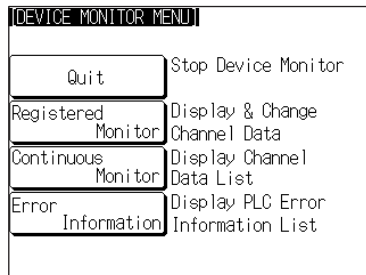 [DEVICE MONITOR MENU]
Quit
Stop Device Monitor
Registered
Monitor
Display & Change
Channel Data
Continuous
Monitor
Display Channel
Data List
Error
Information
Display PLC Error
Information List